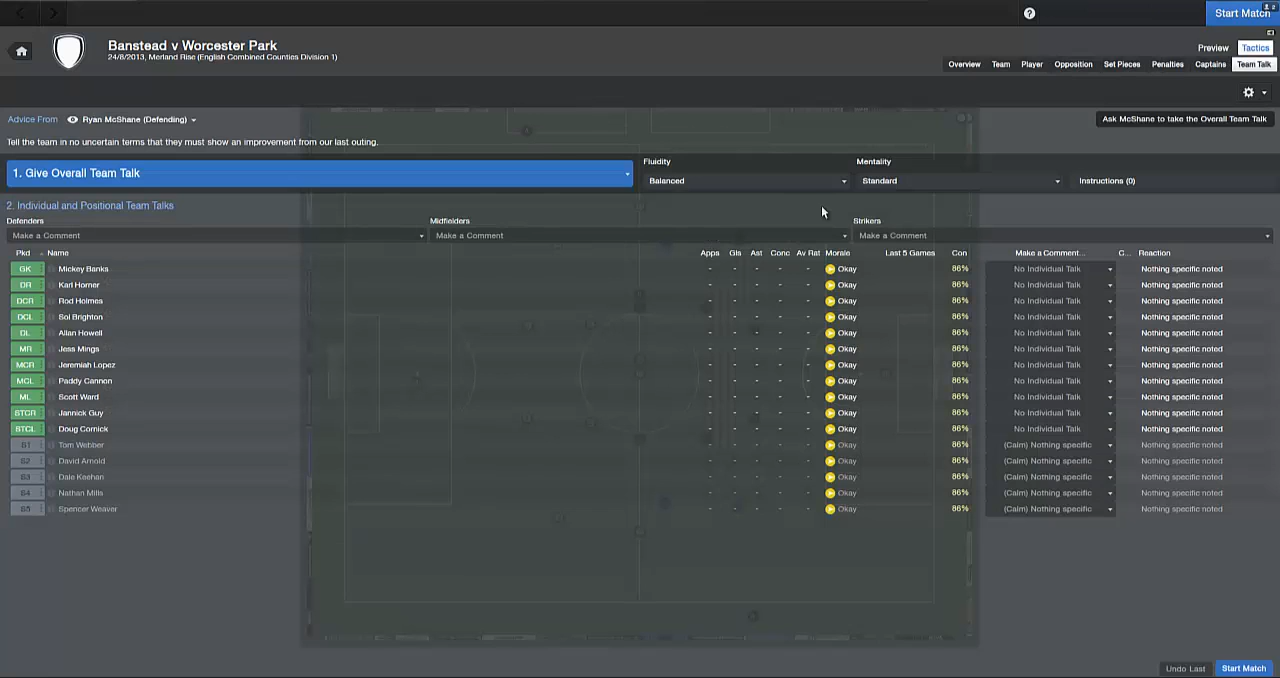 Start Match
Banstead v Worcester Park
24/8/2013, Merland Rise (English Combined Counties Division 1)
Preview Tactics
Overview Team Player Opposition Set Pieces Penalties Captains Team Talk
Advice From Ryan McShane (Defending) Ask McShane to take the Overall Team Talk
Tell the team in no uncertain terms that they must show an improvement from our last outing.
Fluidity Mentality
1. Give Overall Team Talk Balanced Standard Instructions (0)
2. Individual and Positional Team Talks
Defenders Midfielders Strikers
Make a Comment Make a Comment Make a Comment
Pkd Name Apps Gls Ast Conc Av Rat Morale Last 5 Games Con Make a Comment... C... Reaction
GK Mickey Banks - - - - - Okay 86% No Individual Talk Nothing specific noted
DR Karl Horner - - - - - Okay 86% No Individual Talk Nothing specific noted
DCR Rod Holmes - - - - - Okay 86% No Individual Talk Nothing specific noted
DCL Sol Brighton - - - - - Okay 86% No Individual Talk Nothing specific noted
DL Allan Howell - - - - - Okay 86% No Individual Talk Nothing specific noted
MR Jess Mings - - - - - Okay 86% No Individual Talk Nothing specific noted
MCR Jeremiah Lopez - - - - - Okay 86% No Individual Talk Nothing specific noted
MCL Paddy Cannon - - - - - Okay 86% No Individual Talk Nothing specific noted
ML Scott Ward - - - - - Okay 86% No Individual Talk Nothing specific noted
STCR Jannick Guy - - - - - Okay 86% No Individual Talk Nothing specific noted
STCL Doug Cornick - - - - - Okay 86% No Individual Talk Nothing specific noted
S1 Tom Webber - - - - - Okay 86% (Calm) Nothing specific Nothing specific noted
S2 David Arnold - - - - - Okay 86% (Calm) Nothing specific Nothing specific noted
S3 Dale Keehan - - - - - Okay 86% (Calm) Nothing specific Nothing specific noted
S4 Nathan Mills - - - - - Okay 86% (Calm) Nothing specific Nothing specific noted
S5 Spencer Weaver - - - - - Okay 86% (Calm) Nothing specific Nothing specific noted
Undo Last Start Match